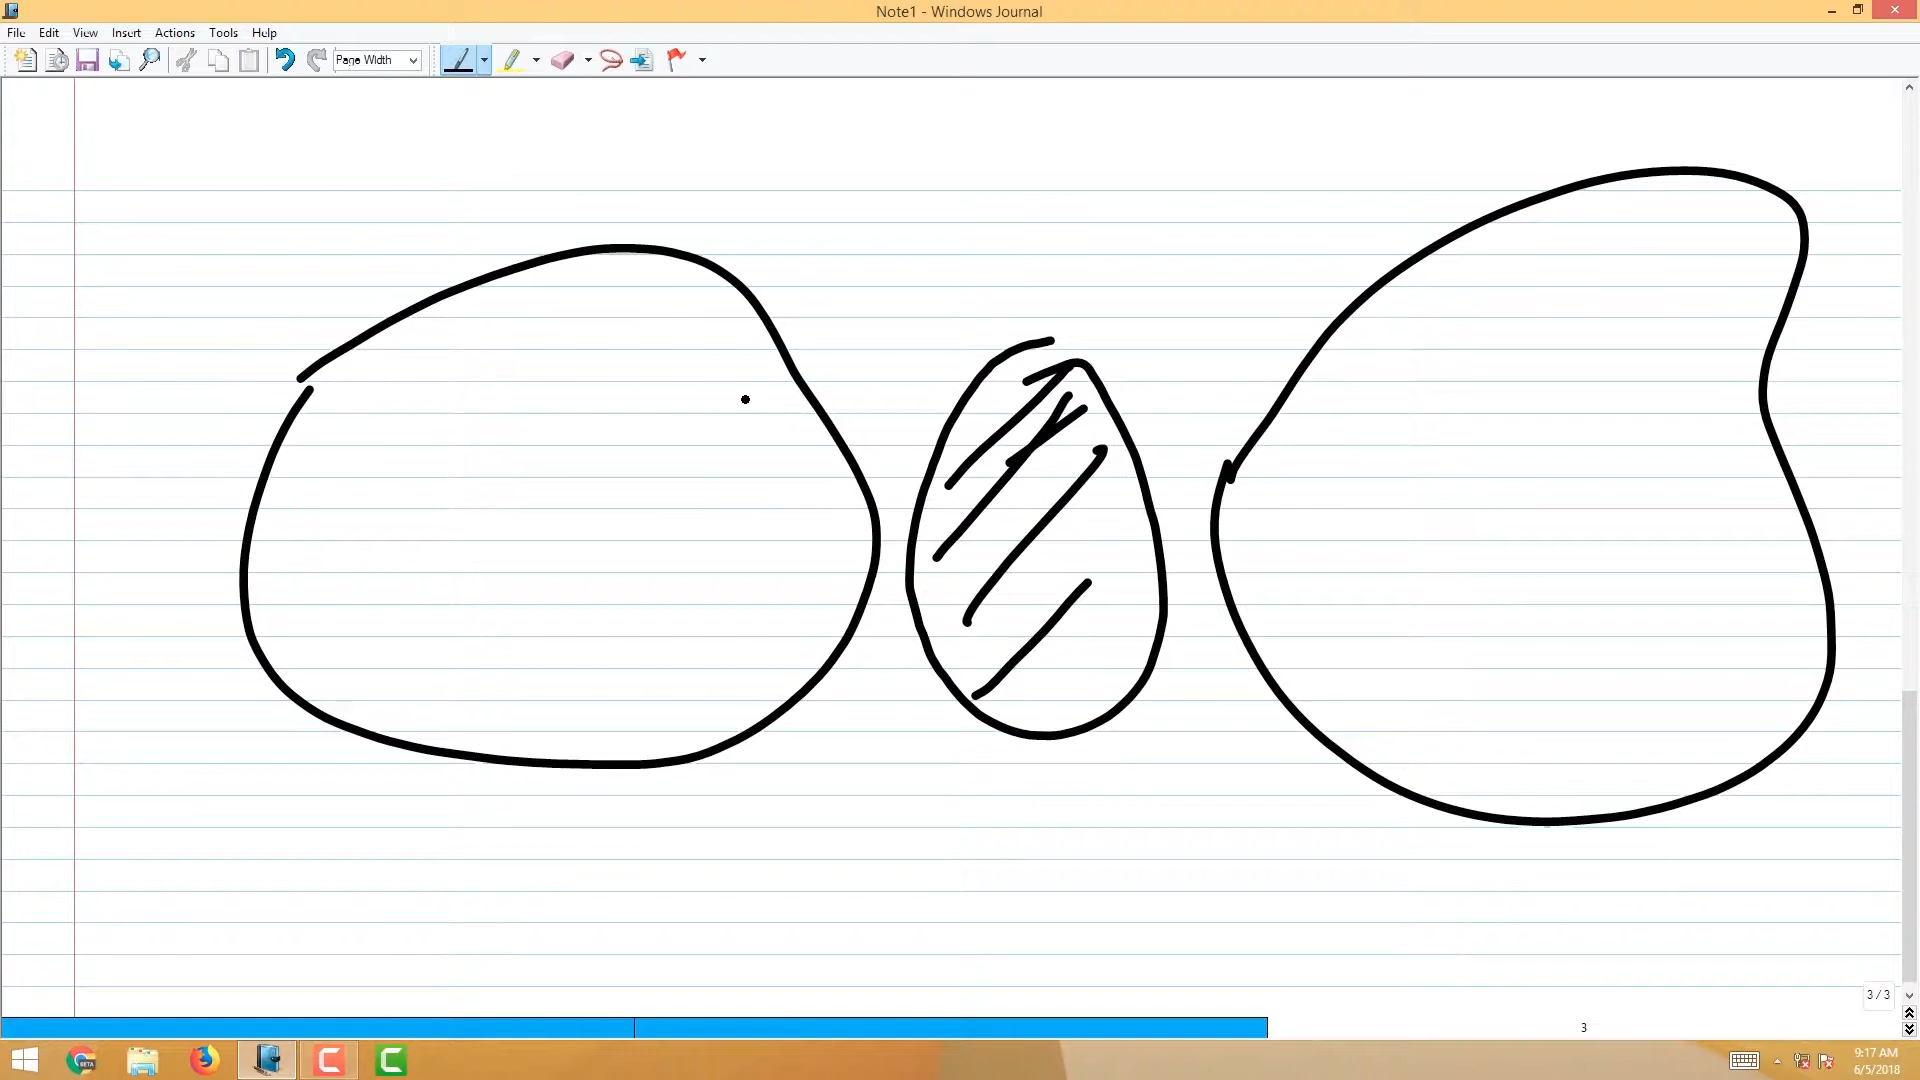 Note1 - Windows Journal
File Edit View Insert Actions Tools Help
Page Width
3 / 3
3
BETA
9:17 AM
6/5/2018